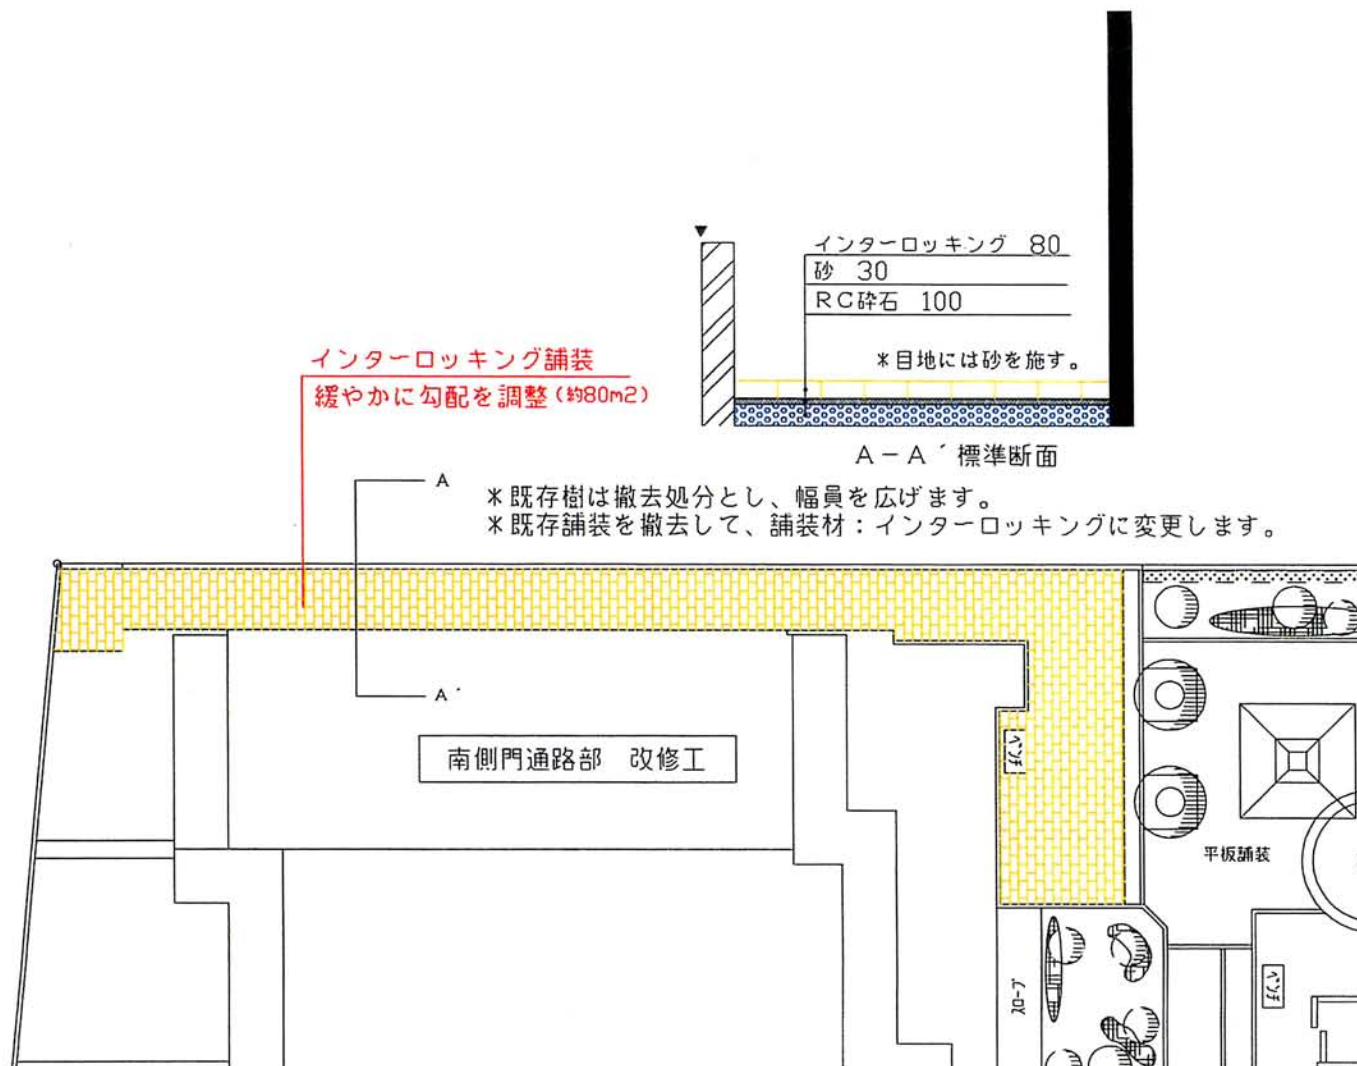 インターロッキング 80
砂 30
RC砕石 100
*目地には砂を施す。
インターロッキング舗装
緩やかに勾配を調整(約80m2)
A-A´標準断面
A
*既存樹は撤去処分とし、幅員を広げます。
*既存舗装を撤去して、舗装材:インターロッキングに変更します。
A´
南側門通路部 改修工
ベンチ
平板舗装
スロープ
ベンチ